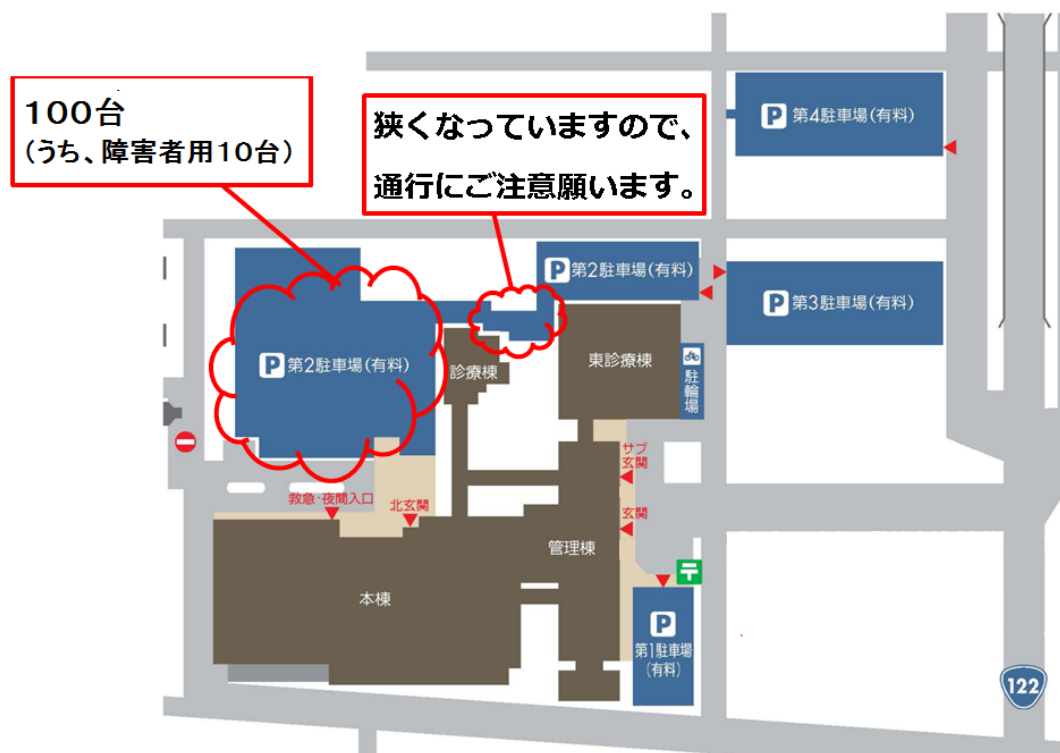 100台
(うち、障害者用10台)
狭くなっていますので、
通行にご注意願います。
P 第4駐車場(有料)
P 第2駐車場(有料)
P 第3駐車場(有料)
P 第2駐車場(有料)
診療棟
東診療棟
駐輪場
サブ
玄関
救急・夜間入口
北玄関
玄関
管理棟
本棟
P
第1駐車場
(有料)
122